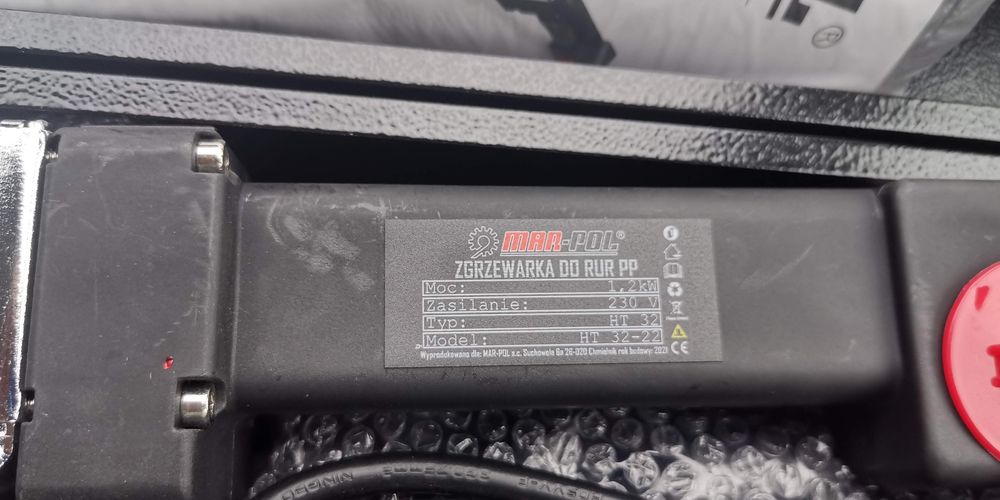 ®
MAR-POL®
ZGRZEWARKA DO RUR PP
Moc: 1,2kW
Zasilanie: 230 V
Typ: HT 32
Model: HT 32-22
Wyprodukowano dla: MAR-POL s.c. Suchowola 6a 26-020 Chmielnik rok budowy: 2021
CE